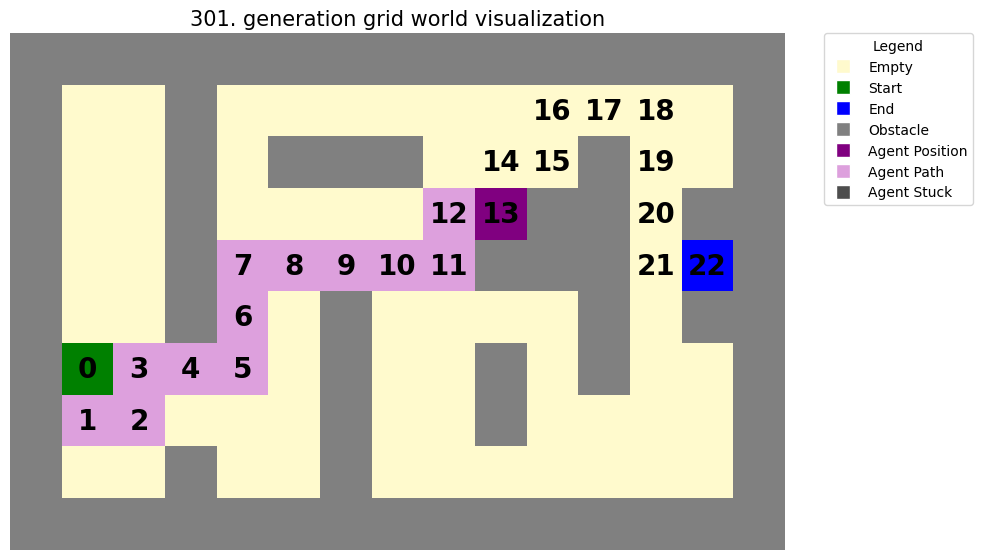 301. generation grid world visualization
Legend
Empty
Start
End
Obstacle
Agent Position
Agent Path
Agent Stuck
16 17 18
14 15 19
12 13 20
7 8 9 10 11 21 22
6
0 3 4 5
1 2